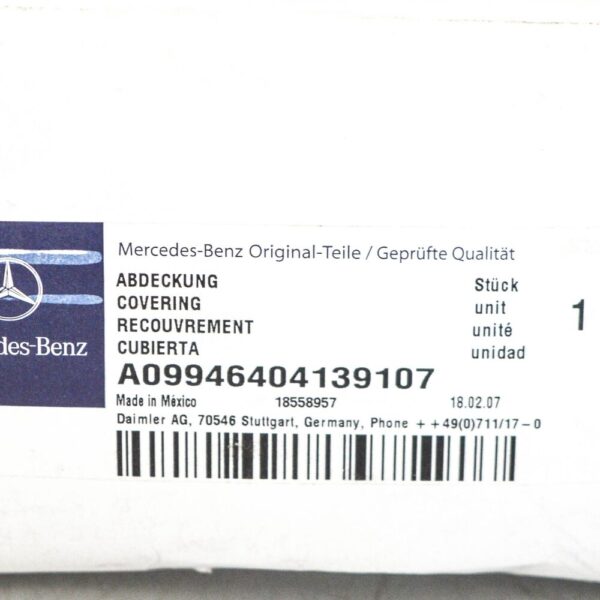 Mercedes-Benz Original-Teile / Geprüfte Qualität
ABDECKUNG Stück
COVERING unit
RECOUVREMENT unité
CUBIERTA unidad
1
des-Benz
A09946404139107
Made in México 18558957 18.02.07
Daimler AG, 70546 Stuttgart, Germany, Phone ++49(0)711/17-0